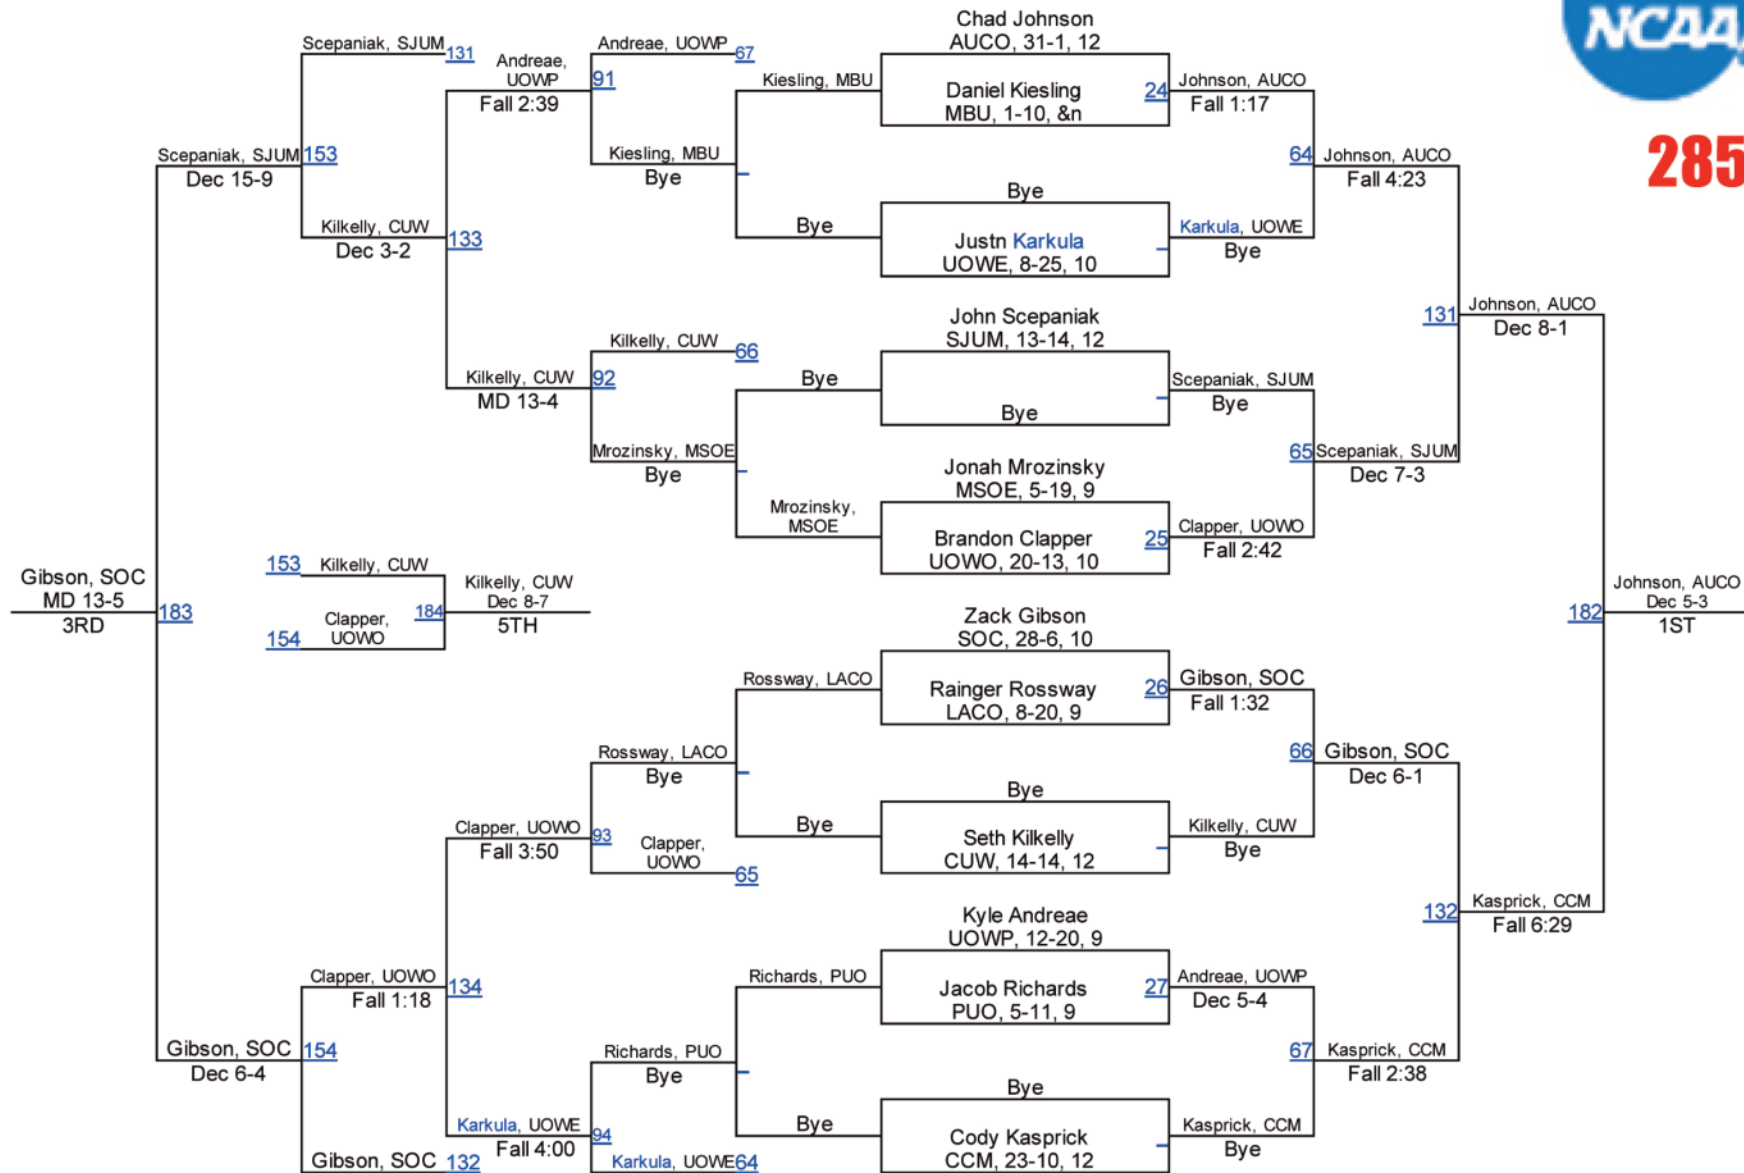 NCAA
285
Chad Johnson
AUCO, 31-1, 12
Scepaniak, SJUM 131
Andreae, UOWP 67
Andreae,
UOWP
Fall 2:39
91
Kiesling, MBU
Daniel Kiesling
MBU, 1-10, &n
24
Johnson, AUCO
Fall 1:17
Scepaniak, SJUM 153
Dec 15-9
Kiesling, MBU
Bye
64 Johnson, AUCO
Fall 4:23
Bye
Kilkelly, CUW
Dec 3-2
133
Bye
Justn Karkula
UOWE, 8-25, 10
Karkula, UOWE
Bye
John Scepaniak
SJUM, 13-14, 12
131 Johnson, AUCO
Dec 8-1
Kilkelly, CUW 66
Kilkelly, CUW 92
MD 13-4
Bye
Bye
Scepaniak, SJUM
Bye
Mrozinsky, MSOE
Bye
Jonah Mrozinsky
MSOE, 5-19, 9
65 Scepaniak, SJUM
Dec 7-3
Mrozinsky,
MSOE
Brandon Clapper
UOWO, 20-13, 10
25
Clapper, UOWO
Fall 2:42
153 Kilkelly, CUW
Gibson, SOC
MD 13-5
3RD
183
154
Clapper,
UOWO
184
Kilkelly, CUW
Dec 8-7
5TH
182
Johnson, AUCO
Dec 5-3
1ST
Zack Gibson
SOC, 28-6, 10
Rossway, LACO
Rainger Rossway
LACO, 8-20, 9
26
Gibson, SOC
Fall 1:32
Rossway, LACO
Bye
66 Gibson, SOC
Dec 6-1
Bye
Clapper, UOWO
Fall 3:50
93
Clapper,
UOWO
65
Bye
Seth Kilkelly
CUW, 14-14, 12
Kilkelly, CUW
Bye
Kyle Andreae
UOWP, 12-20, 9
132 Kasprick, CCM
Fall 6:29
Clapper, UOWO
Fall 1:18
134
Richards, PUO
Jacob Richards
PUO, 5-11, 9
27
Andreae, UOWP
Dec 5-4
Gibson, SOC 154
Dec 6-4
Richards, PUO
Bye
67 Kasprick, CCM
Fall 2:38
Bye
Karkula, UOWE
Fall 4:00
94
Bye
Cody Kasprick
CCM, 23-10, 12
Kasprick, CCM
Bye
Gibson, SOC 132
Karkula, UOWE 64